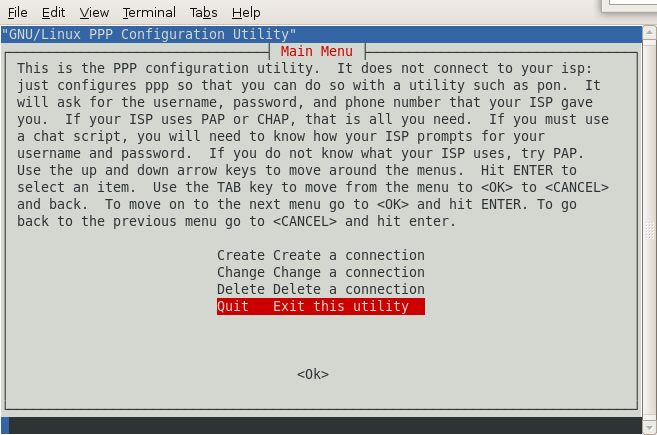 File Edit View Terminal Tabs Help
"GNU/Linux PPP Configuration Utility"
Main Menu
This is the PPP configuration utility.  It does not connect to your isp:
just configures ppp so that you can do so with a utility such as pon.  It
will ask for the username, password, and phone number that your ISP gave
you.  If your ISP uses PAP or CHAP, that is all you need.  If you must use
a chat script, you will need to know how your ISP prompts for your
username and password.  If you do not know what your ISP uses, try PAP.
Use the up and down arrow keys to move around the menus.  Hit ENTER to
select an item.  Use the TAB key to move from the menu to <OK> to <CANCEL>
and back.  To move on to the next menu go to <OK> and hit ENTER. To go
back to the previous menu go to <CANCEL> and hit enter.
Create Create a connection
Change Change a connection
Delete Delete a connection
Quit   Exit this utility
<Ok>